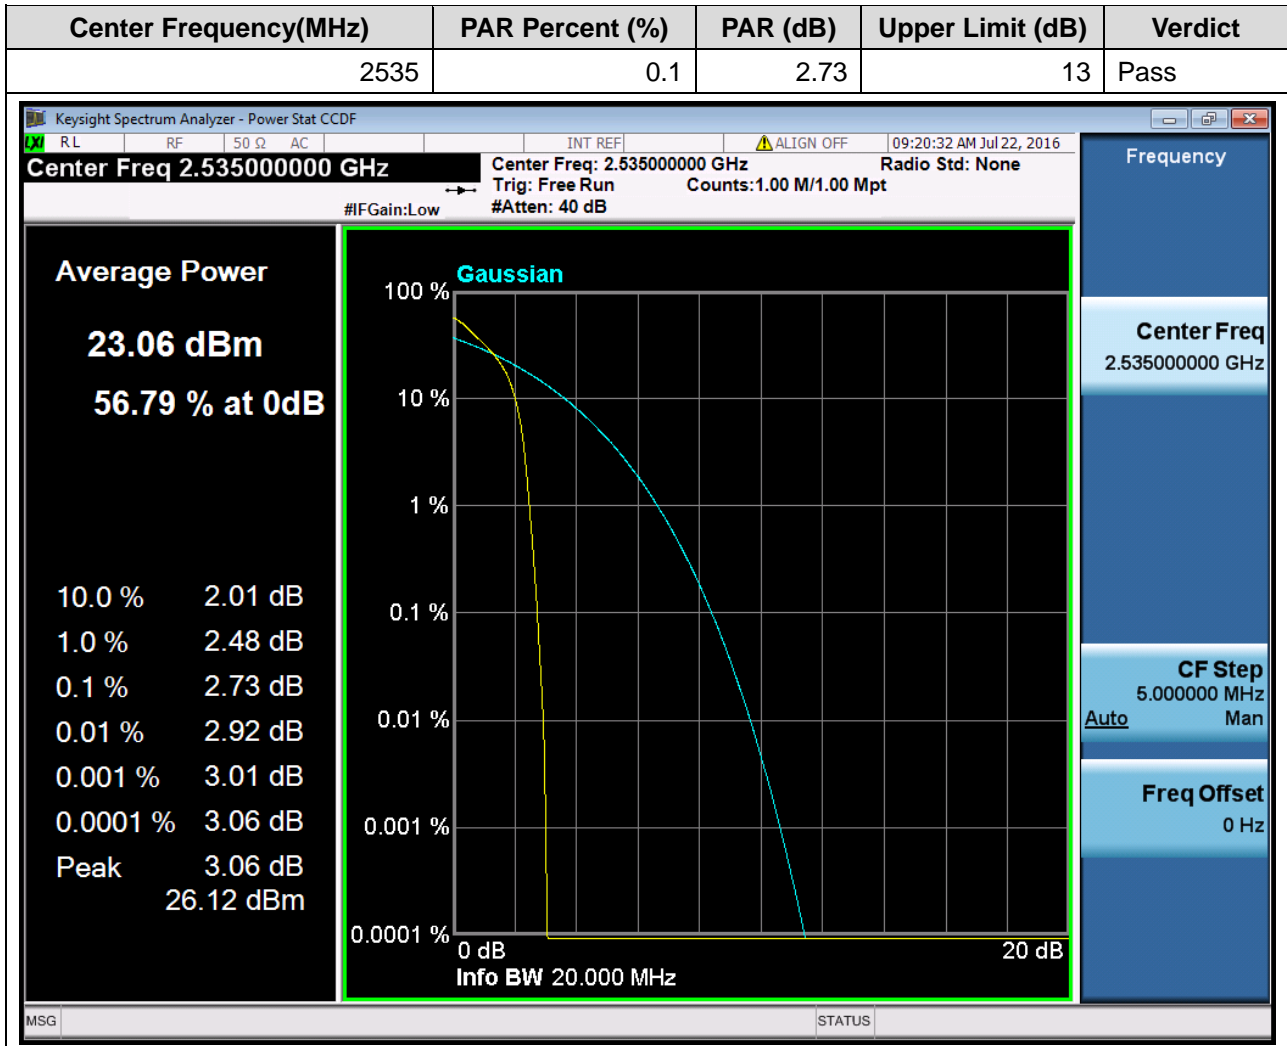 Center Frequency(MHz) PAR Percent (%) PAR (dB) Upper Limit (dB) Verdict
2535 0.1 2.73 13 Pass
Keysight Spectrum Analyzer - Power Stat CCDF
LXI RL RF 50 Ω AC INT REF ALIGN OFF 09:20:32 AM Jul 22, 2016
Center Freq 2.535000000 GHz
#IFGain:Low
Center Freq: 2.535000000 GHz Radio Std: None
Trig: Free Run Counts:1.00 M/1.00 Mpt
#Atten: 40 dB
Average Power
23.06 dBm
56.79 % at 0dB
10.0 % 2.01 dB
1.0 % 2.48 dB
0.1 % 2.73 dB
0.01 % 2.92 dB
0.001 % 3.01 dB
0.0001 % 3.06 dB
Peak 3.06 dB
26.12 dBm
Gaussian
100 %
10 %
1 %
0.1 %
0.01 %
0.001 %
0.0001 %
0 dB 20 dB
Info BW 20.000 MHz
Frequency
Center Freq
2.535000000 GHz
CF Step
5.000000 MHz
Auto Man
Freq Offset
0 Hz
MSG STATUS